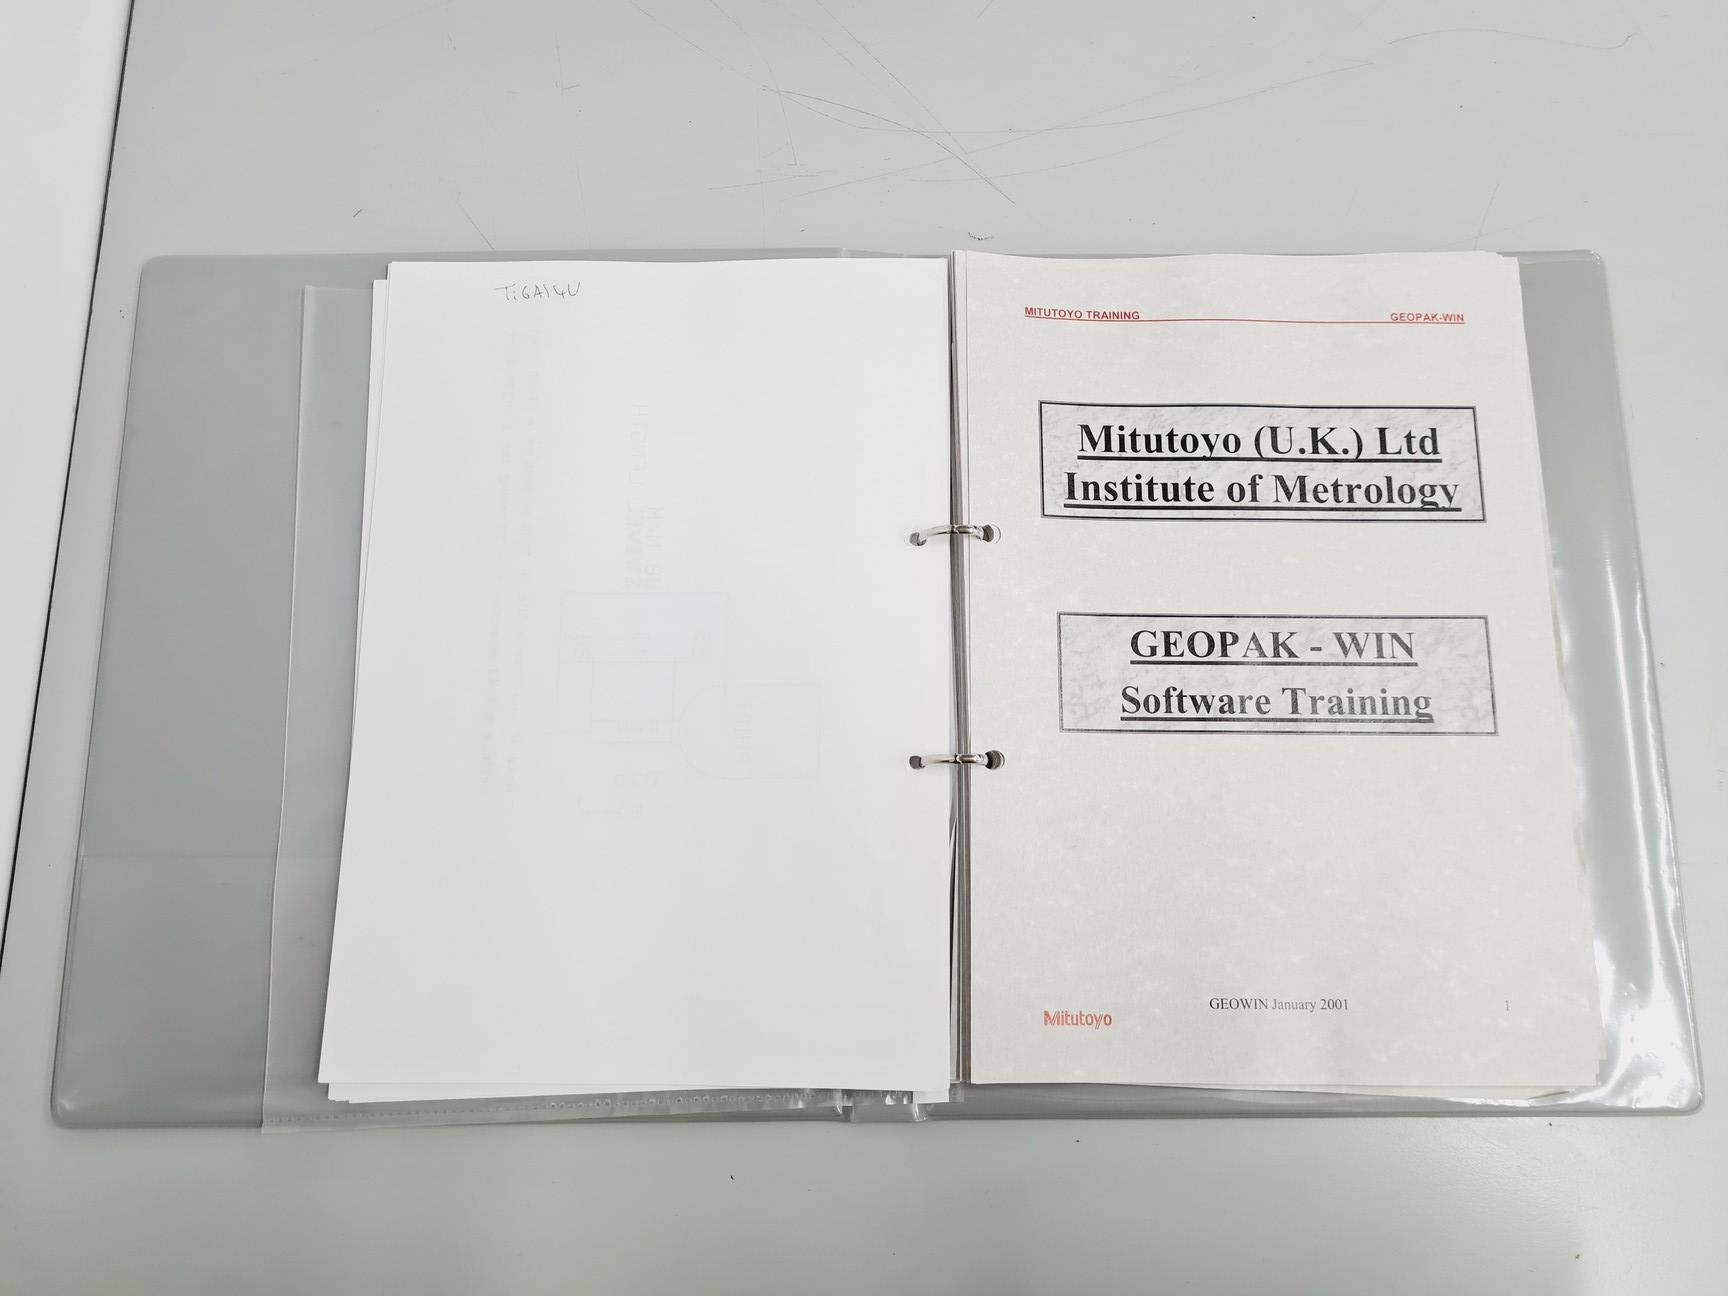 Ti6Al4V
MITUTOYO TRAINING GEOPAK-WIN
Mitutoyo (U.K.) Ltd
Institute of Metrology
GEOPAK - WIN
Software Training
GEOWIN January 2001 1
Mitutoyo